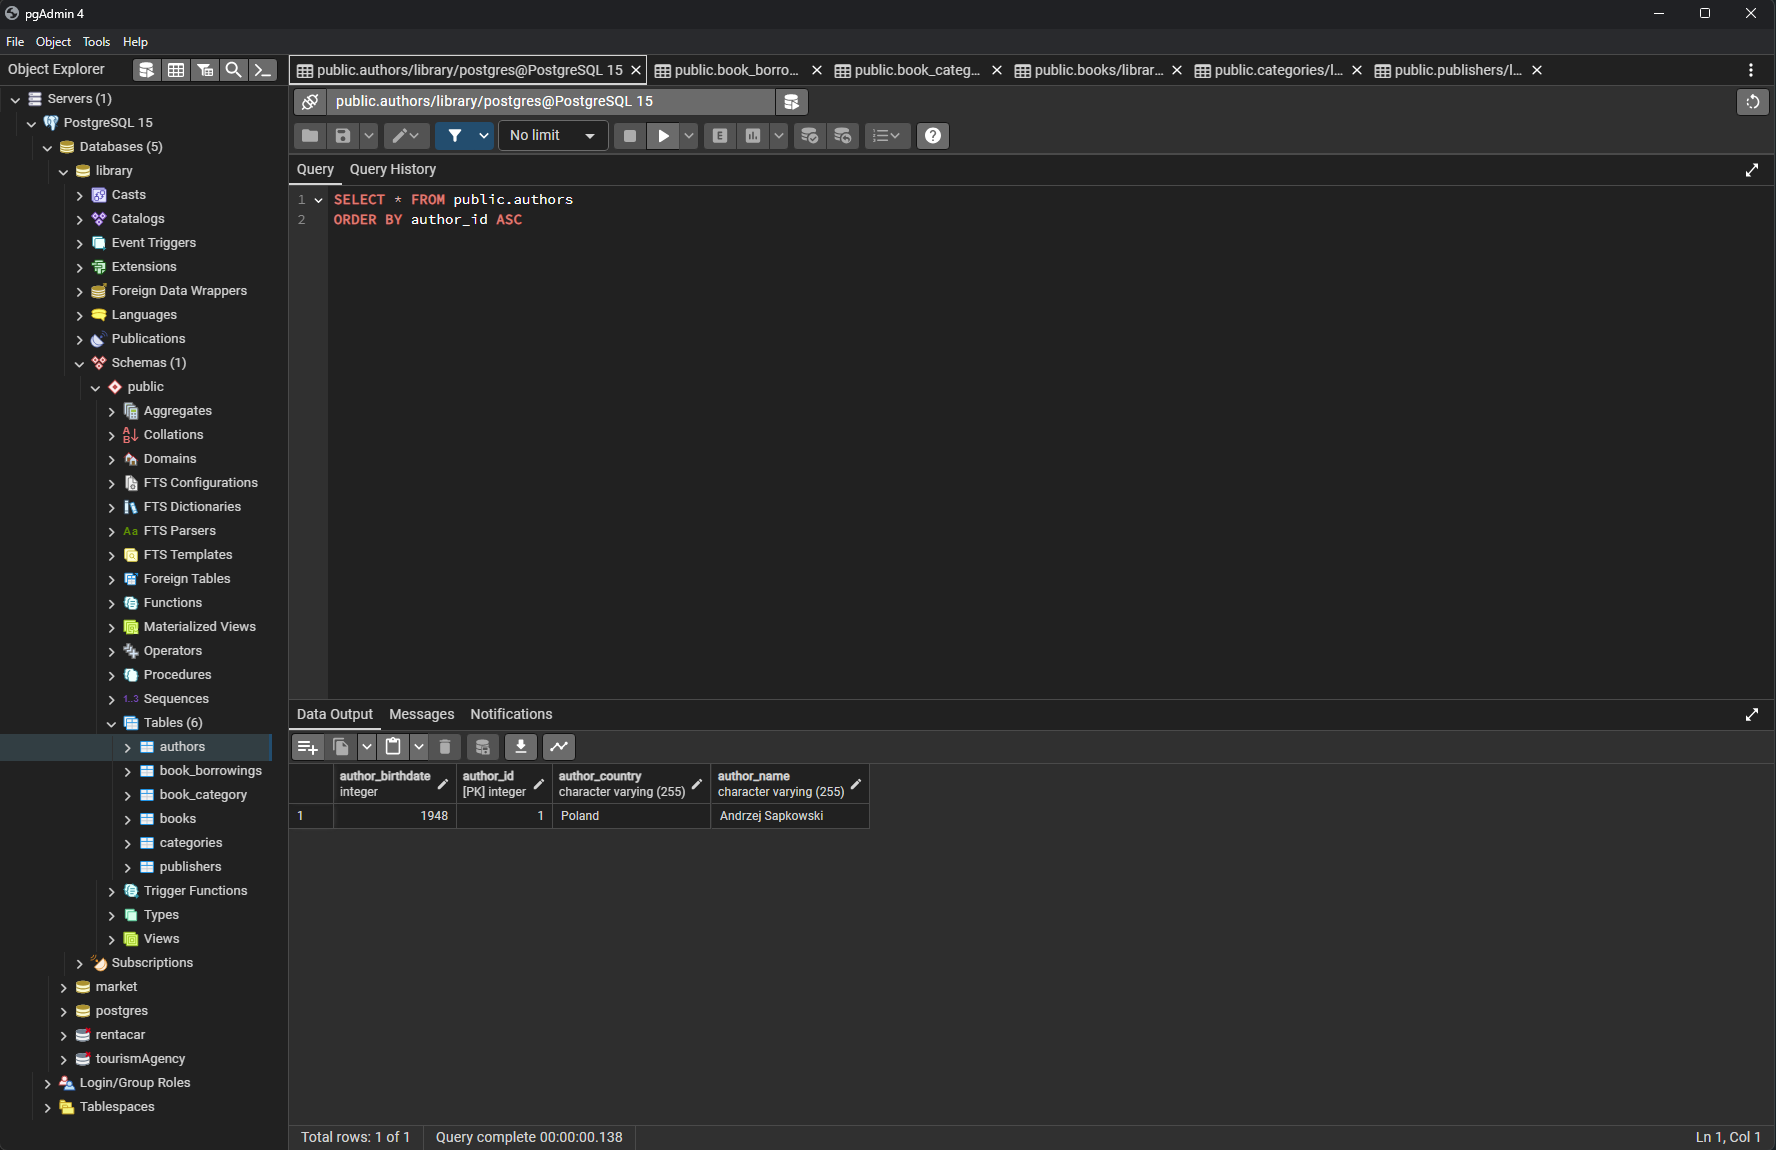 pgAdmin 4
File Object Tools Help
Object Explorer
Servers (1)
PostgreSQL 15
Databases (5)
library
Casts
Catalogs
Event Triggers
Extensions
Foreign Data Wrappers
Languages
Publications
Schemas (1)
public
Aggregates
Collations
Domains
FTS Configurations
FTS Dictionaries
Aa FTS Parsers
FTS Templates
Foreign Tables
Functions
Materialized Views
Operators
Procedures
1..3 Sequences
Tables (6)
authors
book_borrowings
book_category
books
categories
publishers
Trigger Functions
Types
Views
Subscriptions
market
postgres
rentacar
tourismAgency
Login/Group Roles
Tablespaces
public.authors/library/postgres@PostgreSQL 15
public.book_borro...
public.book_categ...
public.books/librar...
public.categories/l...
public.publishers/l...
public.authors/library/postgres@PostgreSQL 15
No limit
E
Query Query History
1 SELECT * FROM public.authors
2 ORDER BY author_id ASC
Data Output Messages Notifications
author_birthdate author_id author_country author_name
integer [PK] integer character varying (255) character varying (255)
1 1948 1 Poland Andrzej Sapkowski
Total rows: 1 of 1 Query complete 00:00:00.138 Ln 1, Col 1